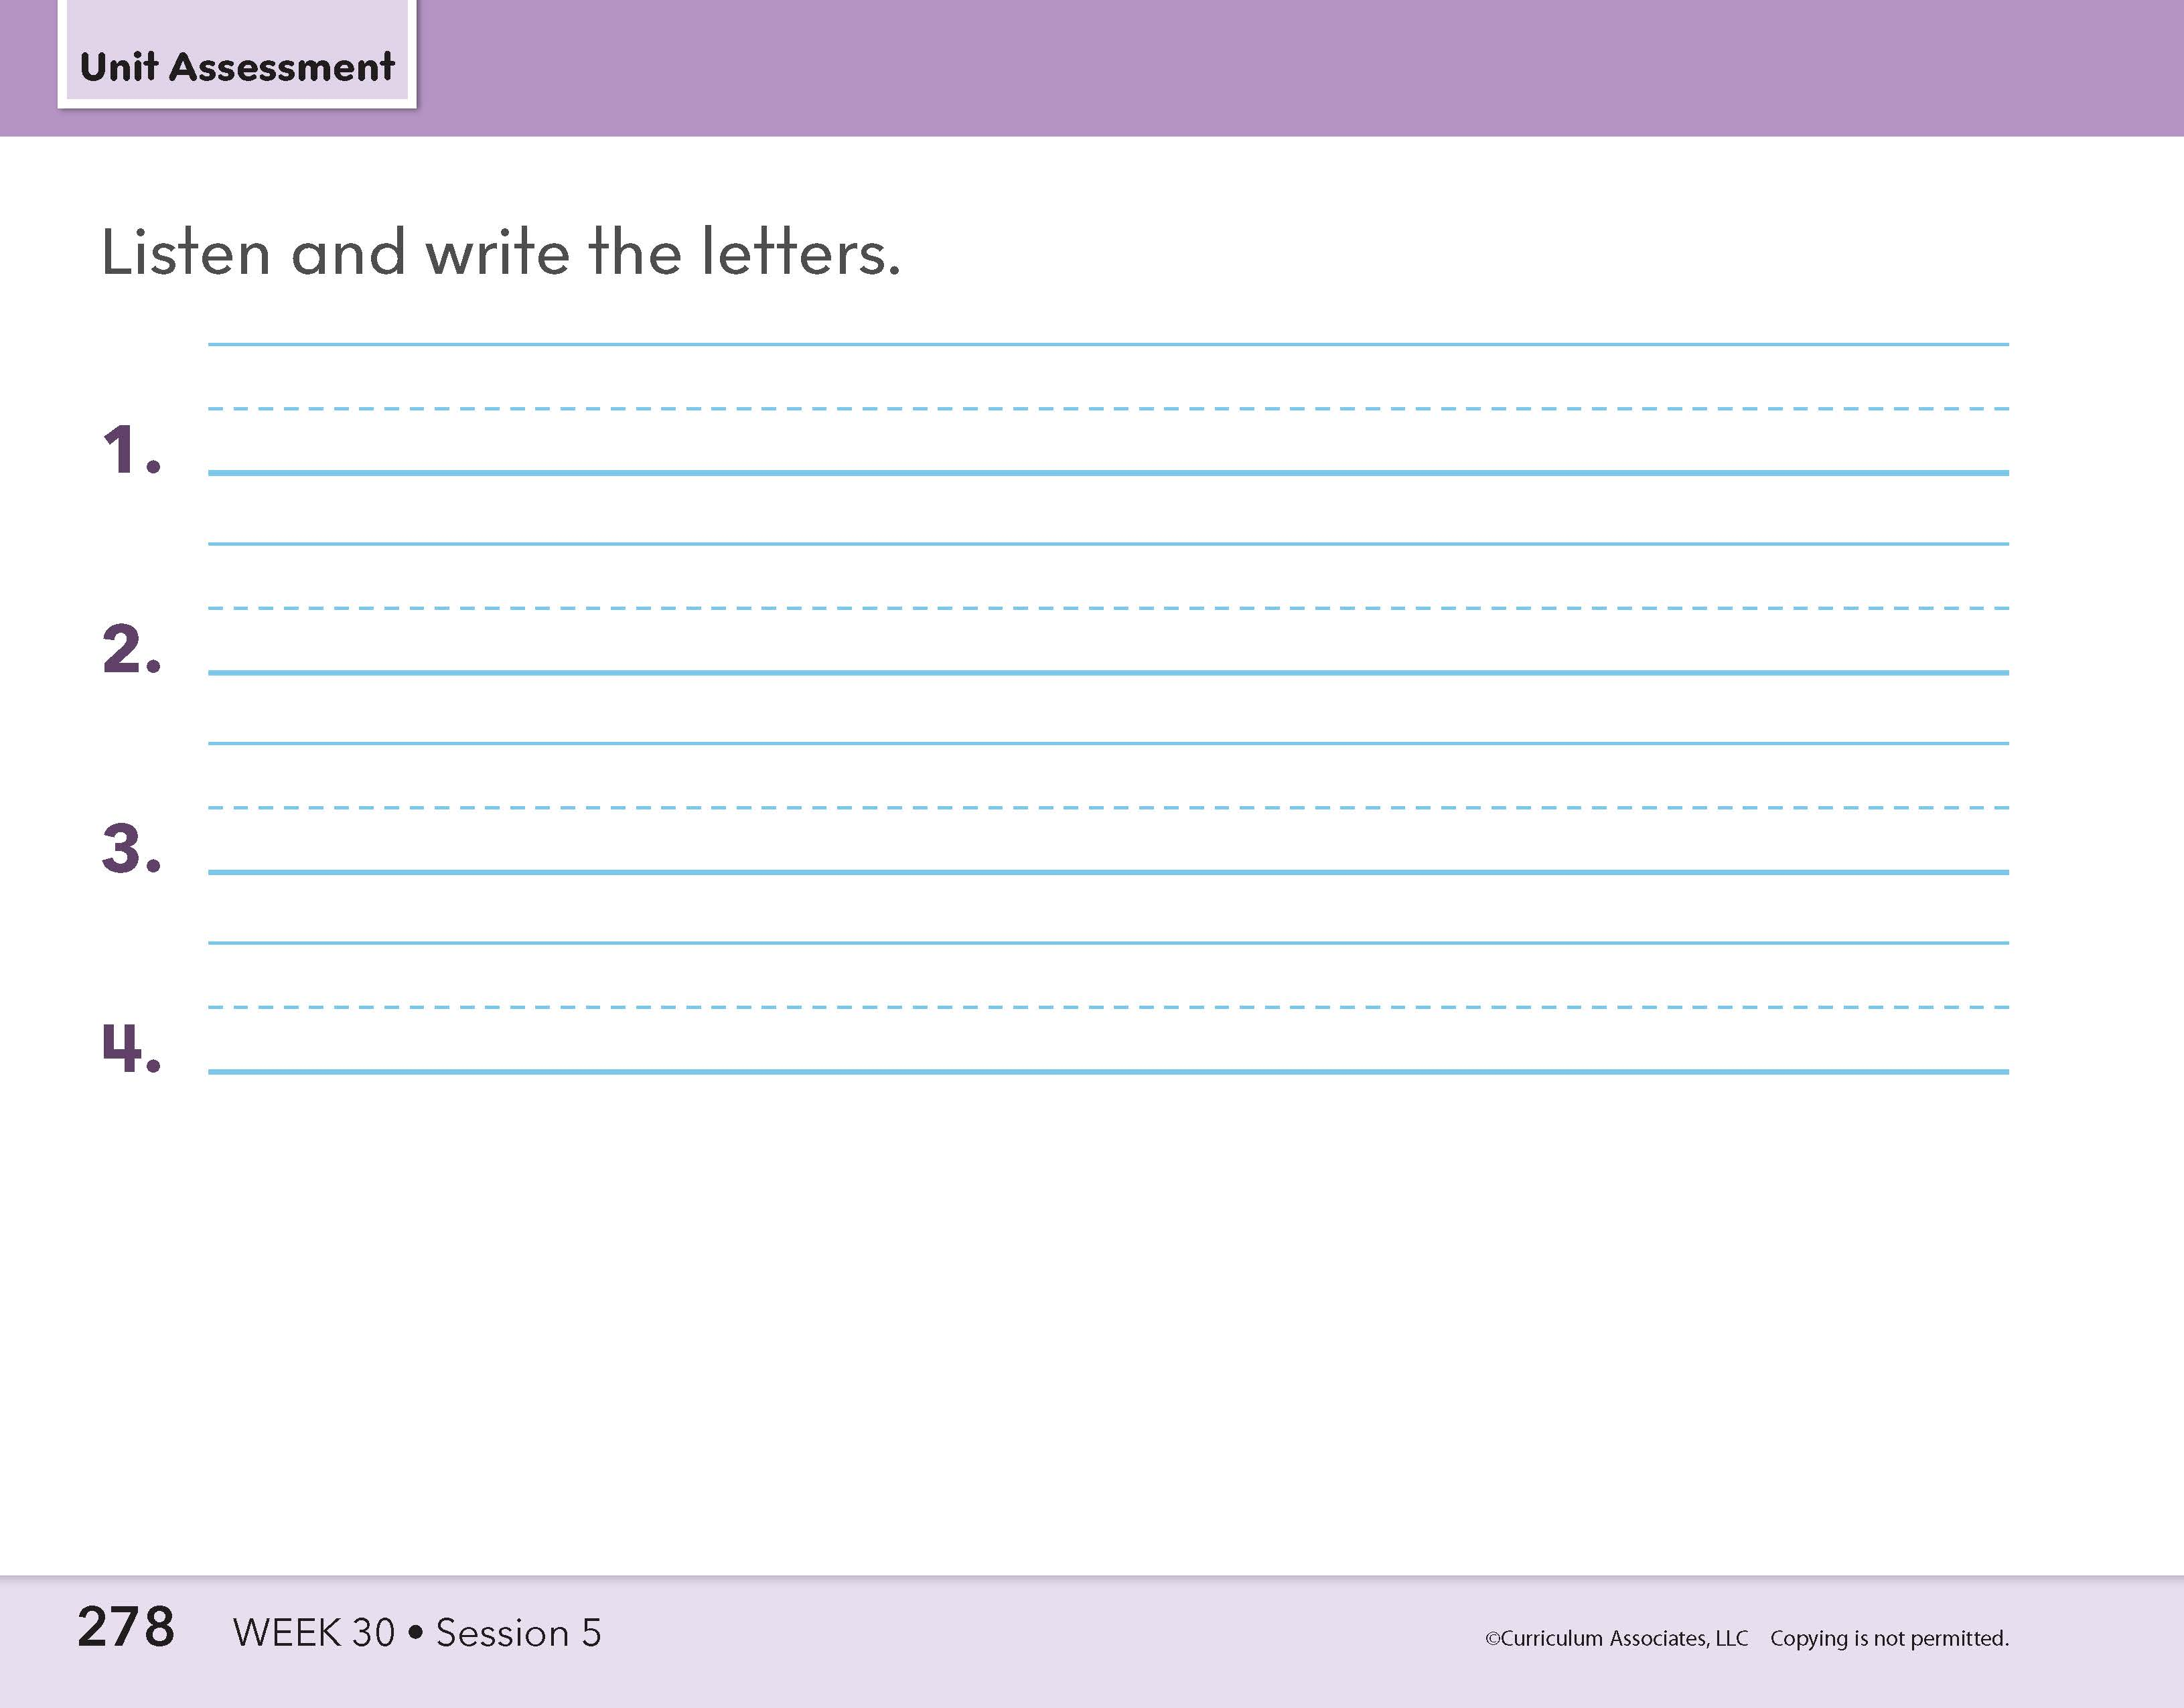 Unit Assessment
Listen and write the letters.
1.
2.
3.
4.
278 WEEK 30 • Session 5 ©Curriculum Associates, LLC Copying is not permitted.